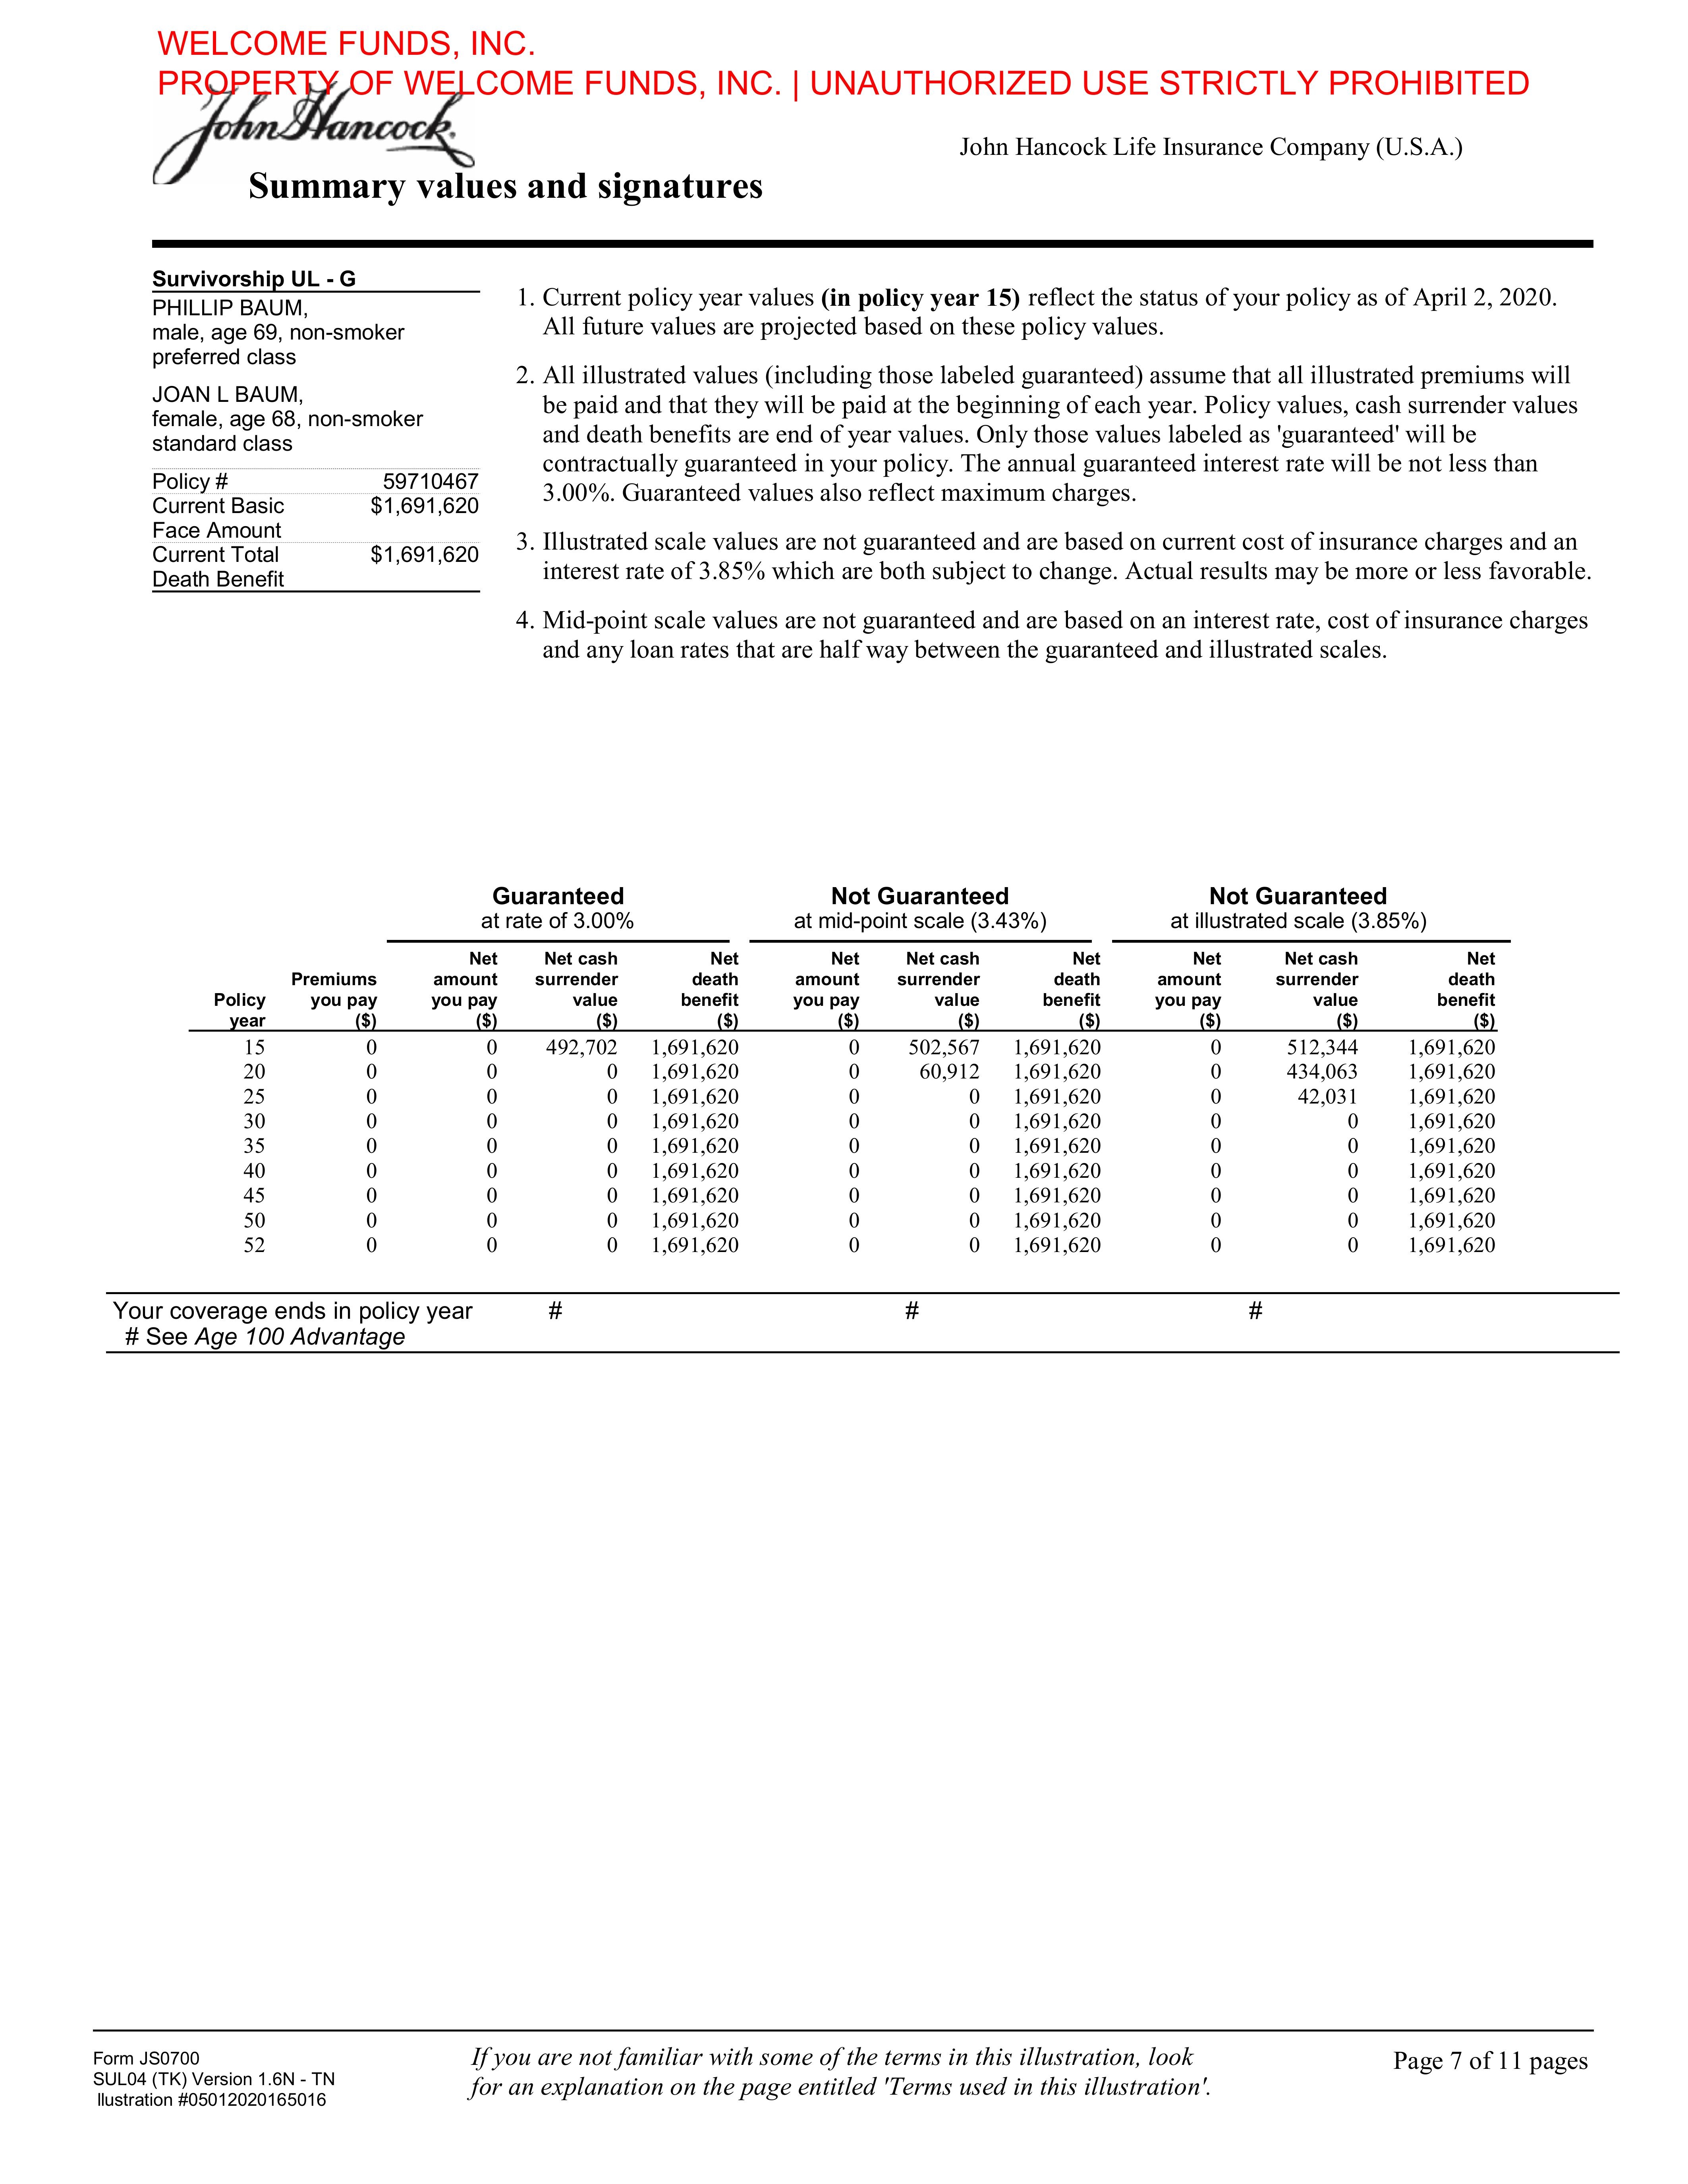 WELCOME FUNDS, INC.
PROPERTY OF WELCOME FUNDS, INC. | UNAUTHORIZED USE STRICTLY PROHIBITED
John Hancock.
John Hancock Life Insurance Company (U.S.A.)
Summary values and signatures
Survivorship UL - G
PHILLIP BAUM,
male, age 69, non-smoker
preferred class
JOAN L BAUM,
female, age 68, non-smoker
standard class
Policy # 59710467
Current Basic $1,691,620
Face Amount
Current Total $1,691,620
Death Benefit
1. Current policy year values (in policy year 15) reflect the status of your policy as of April 2, 2020.
All future values are projected based on these policy values.
2. All illustrated values (including those labeled guaranteed) assume that all illustrated premiums will
be paid and that they will be paid at the beginning of each year. Policy values, cash surrender values
and death benefits are end of year values. Only those values labeled as 'guaranteed' will be
contractually guaranteed in your policy. The annual guaranteed interest rate will be not less than
3.00%. Guaranteed values also reflect maximum charges.
3. Illustrated scale values are not guaranteed and are based on current cost of insurance charges and an
interest rate of 3.85% which are both subject to change. Actual results may be more or less favorable.
4. Mid-point scale values are not guaranteed and are based on an interest rate, cost of insurance charges
and any loan rates that are half way between the guaranteed and illustrated scales.
Guaranteed Not Guaranteed Not Guaranteed
at rate of 3.00% at mid-point scale (3.43%) at illustrated scale (3.85%)
Net Net cash Net Net Net cash Net Net Net cash Net
Premiums amount surrender death amount surrender death amount surrender death
Policy you pay you pay value benefit you pay value benefit you pay value benefit
year ($) ($) ($) ($) ($) ($) ($) ($) ($) ($)
15 0 0 492,702 1,691,620 0 502,567 1,691,620 0 512,344 1,691,620
20 0 0 0 1,691,620 0 60,912 1,691,620 0 434,063 1,691,620
25 0 0 0 1,691,620 0 0 1,691,620 0 42,031 1,691,620
30 0 0 0 1,691,620 0 0 1,691,620 0 0 1,691,620
35 0 0 0 1,691,620 0 0 1,691,620 0 0 1,691,620
40 0 0 0 1,691,620 0 0 1,691,620 0 0 1,691,620
45 0 0 0 1,691,620 0 0 1,691,620 0 0 1,691,620
50 0 0 0 1,691,620 0 0 1,691,620 0 0 1,691,620
52 0 0 0 1,691,620 0 0 1,691,620 0 0 1,691,620
Your coverage ends in policy year # # #
# See Age 100 Advantage
Form JS0700
SUL04 (TK) Version 1.6N - TN
llustration #05012020165016
If you are not familiar with some of the terms in this illustration, look
for an explanation on the page entitled 'Terms used in this illustration'.
Page 7 of 11 pages